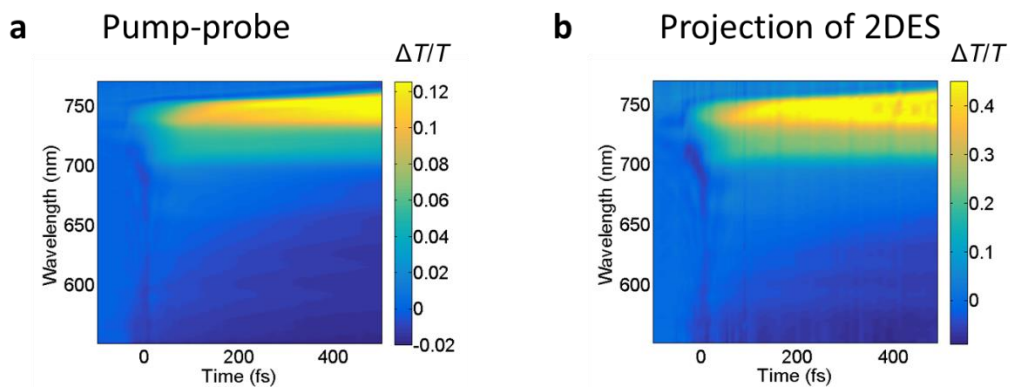 a Pump-probe
ΔT/T
0.12
0.1
0.08
0.06
0.04
0.02
0
-0.02
750
700
650
600
Wavelength (nm)
0 200 400
Time (fs)
b Projection of 2DES
ΔT/T
0.4
0.3
0.2
0.1
0
750
700
650
600
Wavelength (nm)
0 200 400
Time (fs)